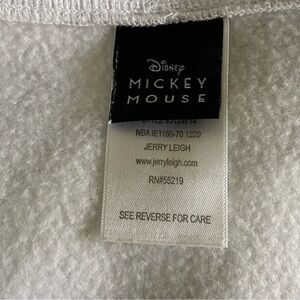 Disney
MICKEY
MOUSE
NBA IE1160-70 1220
JERRY LEIGH
www.jerryleigh.com
RN#55219
SEE REVERSE FOR CARE